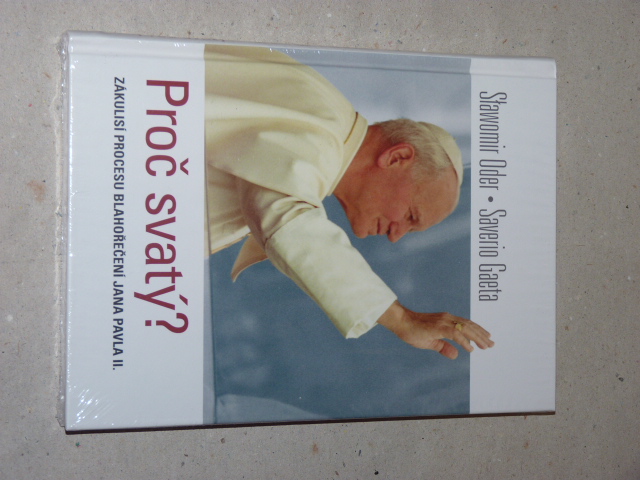 Sławomir Oder • Saverio Gaeta
Proč svatý?
ZÁKULISÍ PROCESU BLAHOŘEČENÍ JANA PAVLA II.